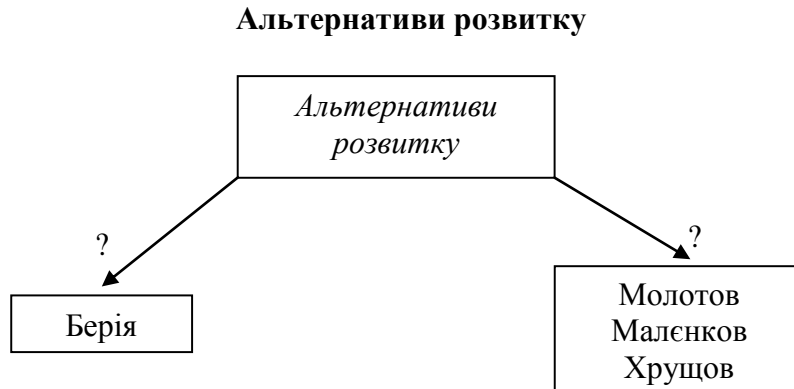 Альтернативи розвитку
Альтернативи
розвитку
?
?
Берія
Молотов
Малєнков
Хрущов